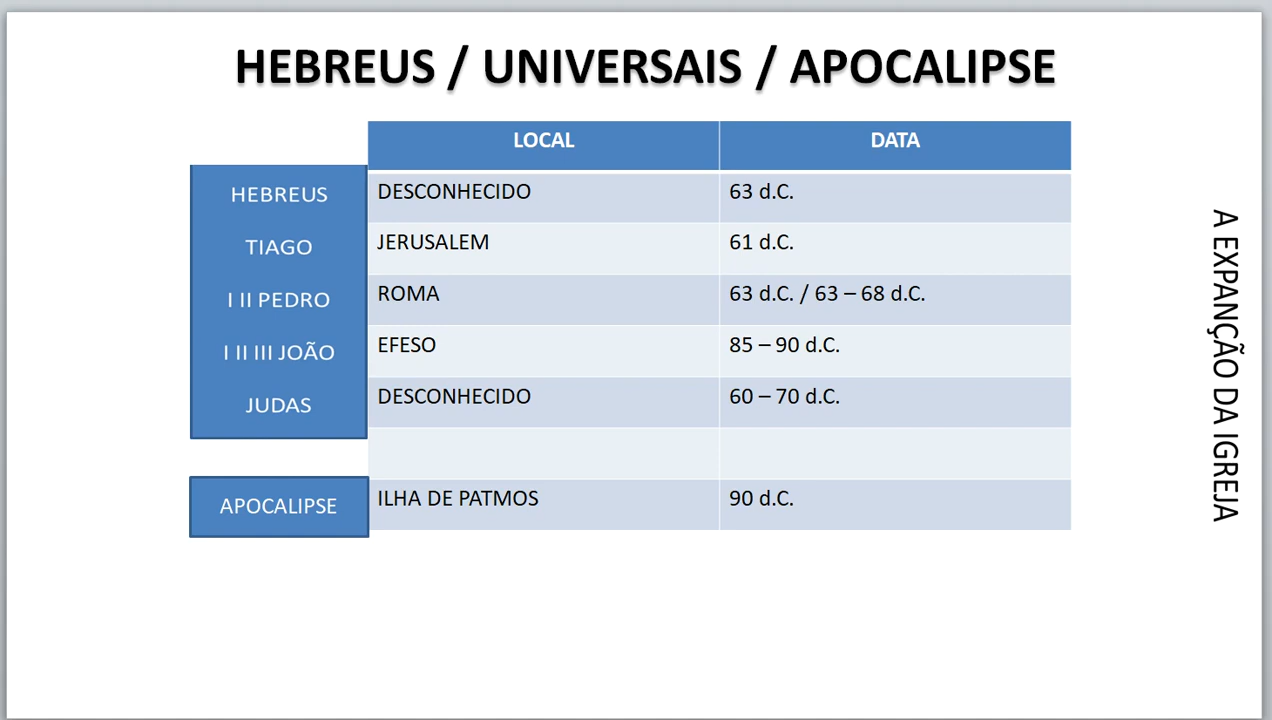 HEBREUS / UNIVERSAIS / APOCALIPSE
LOCAL DATA
HEBREUS DESCONHECIDO 63 d.C.
TIAGO JERUSALEM 61 d.C.
I II PEDRO ROMA 63 d.C. / 63 – 68 d.C.
I II III JOÃO EFESO 85 – 90 d.C.
JUDAS DESCONHECIDO 60 – 70 d.C.
APOCALIPSE ILHA DE PATMOS 90 d.C.
A EXPANÇÃO DA IGREJA